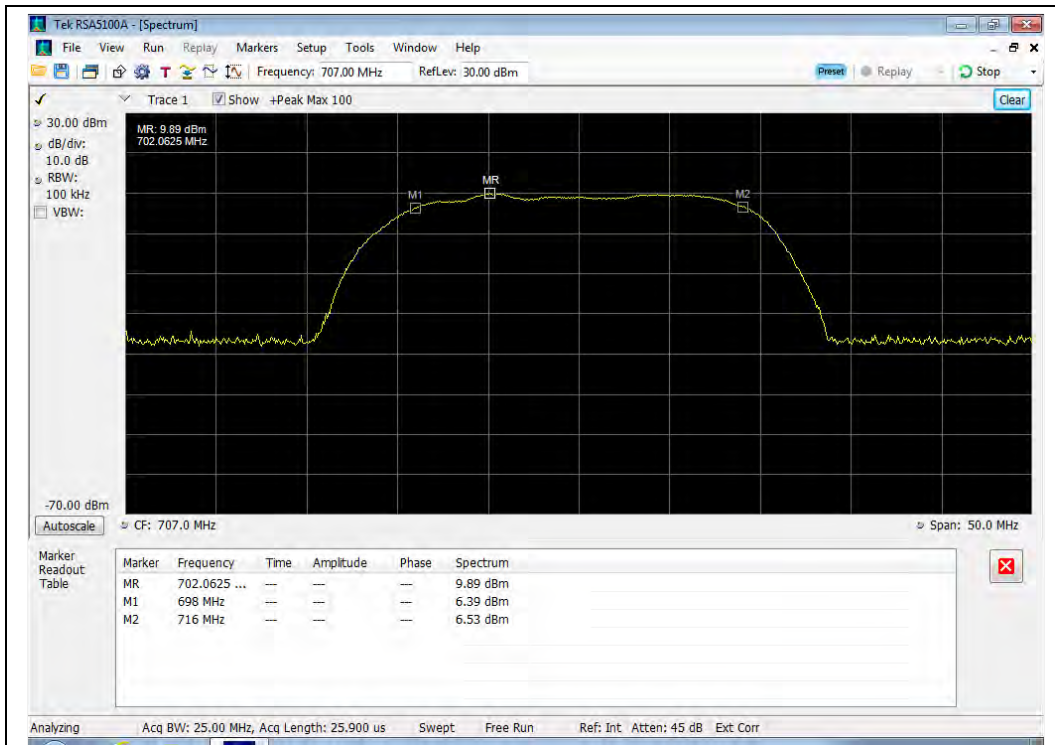 Tek RSA5100A - [Spectrum]
File View Run Replay Markers Setup Tools Window Help
T Frequency: 707.00 MHz RefLev: 30.00 dBm Preset Replay Stop
Trace 1 Show +Peak Max 100 Clear
30.00 dBm
dB/div:
10.0 dB
RBW:
100 kHz
VBW:
MR: 9.89 dBm
702.0625 MHz
MR
M1
M2
-70.00 dBm
Autoscale CF: 707.0 MHz Span: 50.0 MHz
Marker
Readout
Table
Marker Frequency Time Amplitude Phase Spectrum
MR 702.0625 ... --- --- --- 9.89 dBm
M1 698 MHz --- --- --- 6.39 dBm
M2 716 MHz --- --- --- 6.53 dBm
Analyzing Acq BW: 25.00 MHz, Acq Length: 25.900 us Swept Free Run Ref: Int Atten: 45 dB Ext Corr